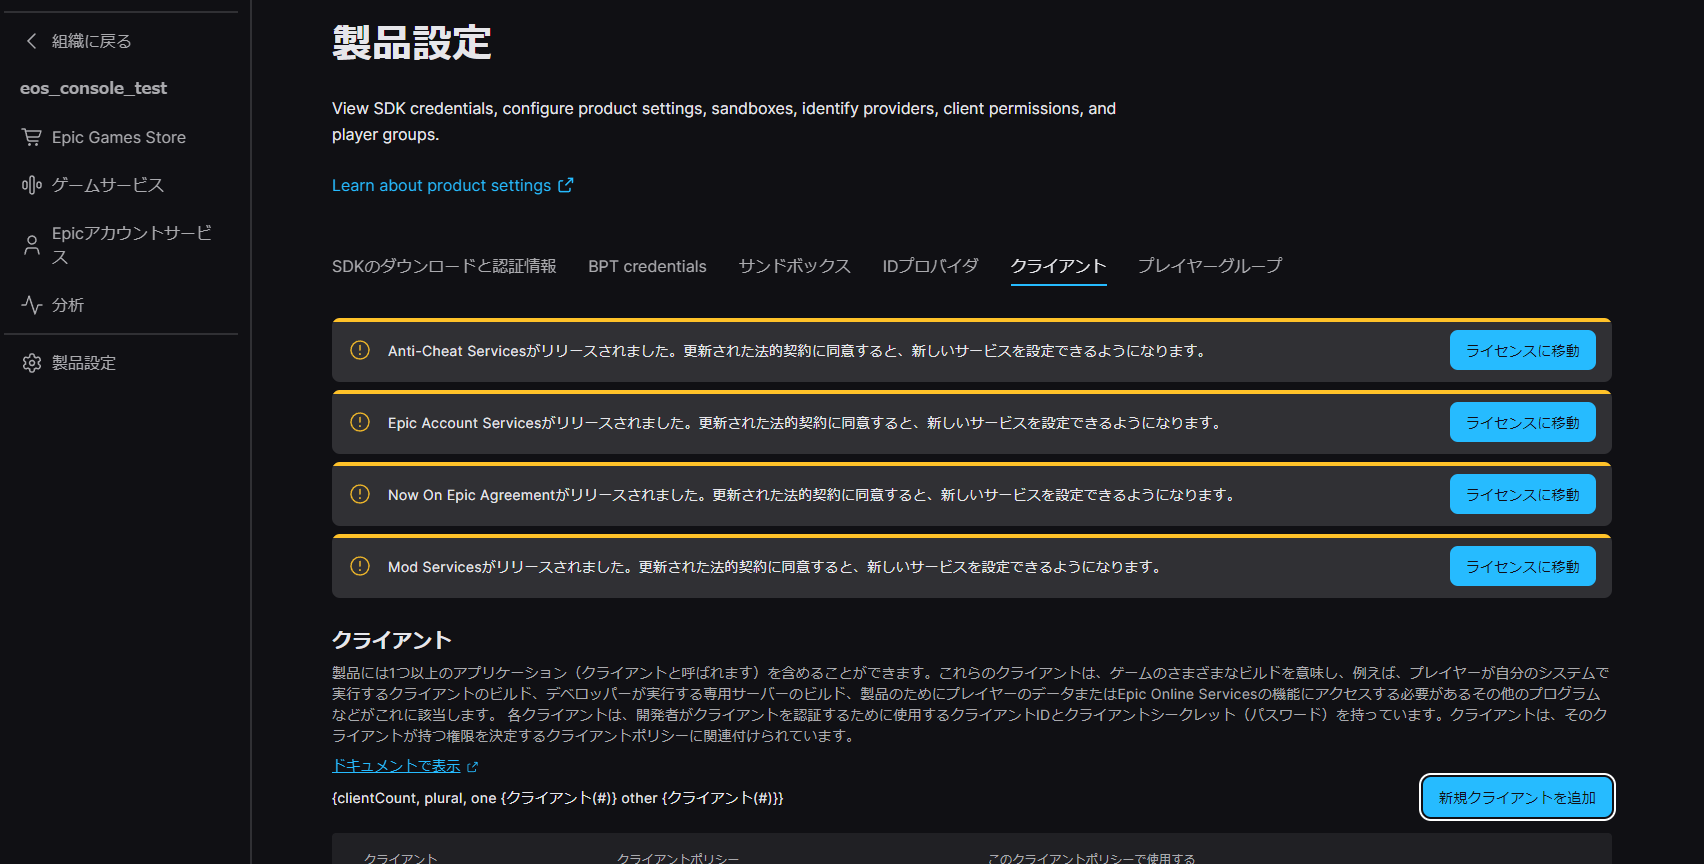 組織に戻る
eos_console_test
Epic Games Store
ゲームサービス
Epicアカウントサービ
ス
分析
製品設定
製品設定
View SDK credentials, configure product settings, sandboxes, identify providers, client permissions, and
player groups.
Learn about product settings
SDKのダウンロードと認証情報 BPT credentials サンドボックス IDプロバイダ クライアント プレイヤーグループ
Anti-Cheat Servicesがリリースされました。更新された法的契約に同意すると、新しいサービスを設定できるようになります。 ライセンスに移動
Epic Account Servicesがリリースされました。更新された法的契約に同意すると、新しいサービスを設定できるようになります。 ライセンスに移動
Now On Epic Agreementがリリースされました。更新された法的契約に同意すると、新しいサービスを設定できるようになります。 ライセンスに移動
Mod Servicesがリリースされました。更新された法的契約に同意すると、新しいサービスを設定できるようになります。 ライセンスに移動
クライアント
製品には1つ以上のアプリケーション（クライアントと呼ばれます）を含めることができます。これらのクライアントは、ゲームのさまざまなビルドを意味し、例えば、プレイヤーが自分のシステムで
実行するクライアントのビルド、デベロッパーが実行する専用サーバーのビルド、製品のためにプレイヤーのデータまたはEpic Online Servicesの機能にアクセスする必要があるその他のプログラム
などがこれに該当します。 各クライアントは、開発者がクライアントを認証するために使用するクライアントIDとクライアントシークレット（パスワード）を持っています。クライアントは、そのク
ライアントが持つ権限を決定するクライアントポリシーに関連付けられています。
ドキュメントで表示
{clientCount, plural, one {クライアント(#)} other {クライアント(#)}} 新規クライアントを追加
クライアント クライアントポリシー このクライアントポリシーで使用する